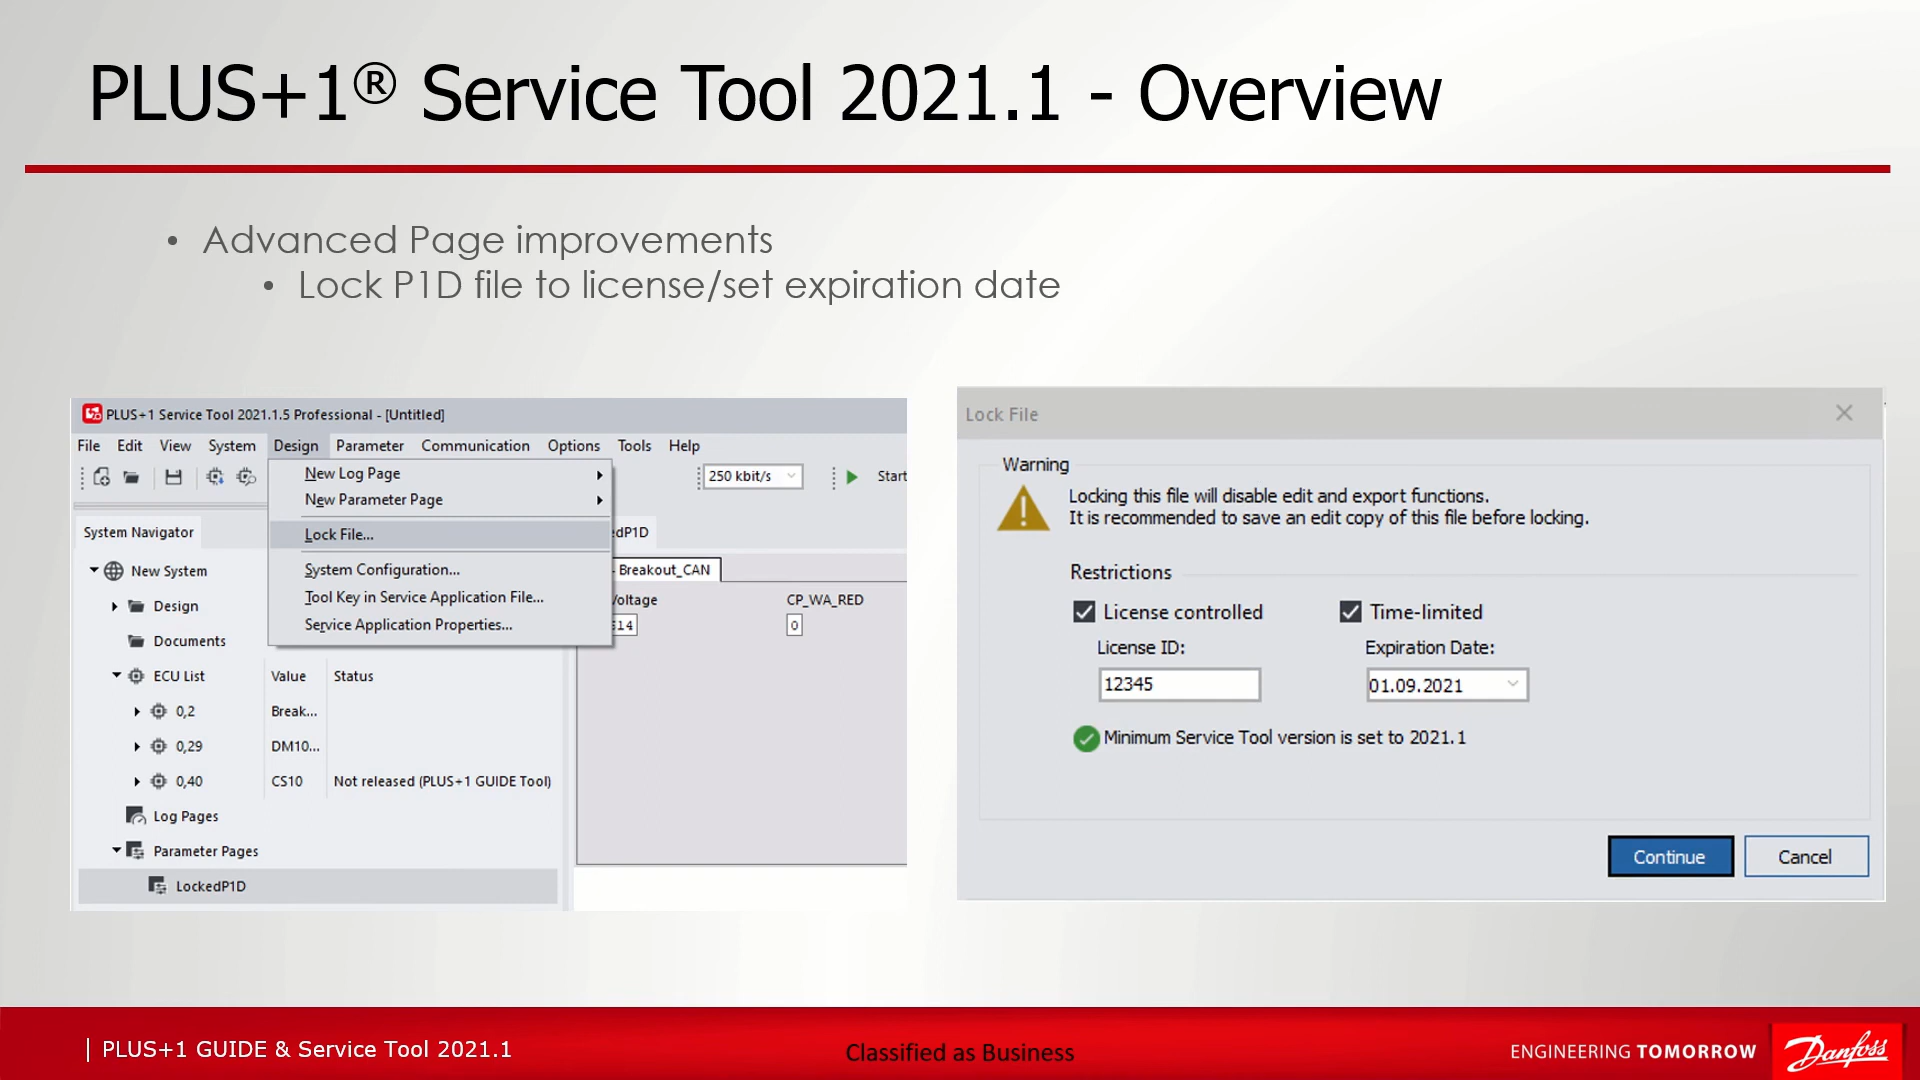 PLUS+1® Service Tool 2021.1 - Overview
• Advanced Page improvements
• Lock P1D file to license/set expiration date
PLUS+1 Service Tool 2021.1.5 Professional - [Untitled]
File Edit View System Design Parameter Communication Options Tools Help
250 kbit/s Start
New Log Page
New Parameter Page
Lock File...
System Configuration...
Tool Key in Service Application File...
Service Application Properties...
System Navigator
dP1D
- Breakout_CAN
CP_WA_RED
0
New System
Design
Documents
ECU List Value Status
0,2 Break...
0,29 DM10...
0,40 CS10 Not released (PLUS+1 GUIDE Tool)
Log Pages
Parameter Pages
LockedP1D
Lock File
Warning
Locking this file will disable edit and export functions.
It is recommended to save an edit copy of this file before locking.
Restrictions
License controlled Time-limited
License ID: Expiration Date:
12345 01.09.2021
Minimum Service Tool version is set to 2021.1
Continue Cancel
| PLUS+1 GUIDE & Service Tool 2021.1
Classified as Business
ENGINEERING TOMORROW
Danfoss